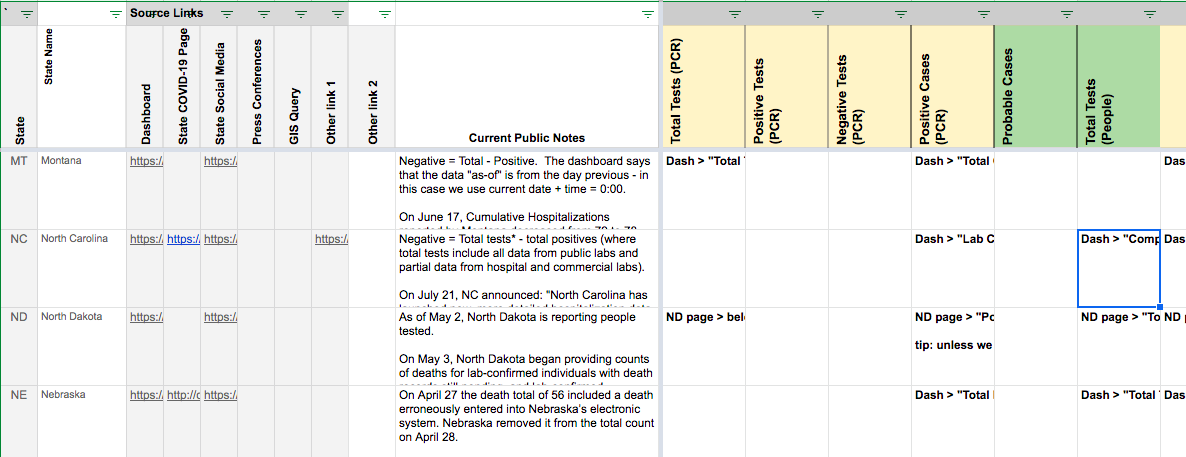 Source Links
State
State Name
Dashboard
State COVID-19 Page
State Social Media
Press Conferences
GIS Query
Other link 1
Other link 2
Current Public Notes
Total Tests (PCR)
Positive Tests
(PCR)
Negative Tests
(PCR)
Positive Cases
(PCR)
Probable Cases
Total Tests
(People)
MT
Montana
https:/
https:/
Negative = Total - Positive.  The dashboard says
that the data "as-of" is from the day previous - in
this case we use current date + time = 0:00.
On June 17, Cumulative Hospitalizations
Dash > "Total
Dash > "Total
Das
NC
North Carolina
https:/
https:/
https:/
https:/
Negative = Total tests* - total positives (where
total tests include all data from public labs and
partial data from hospital and commercial labs).
On July 21, NC announced: "North Carolina has
Dash > "Lab C
Dash > "Comp
Das
ND
North Dakota
https:/
https:/
As of May 2, North Dakota is reporting people
tested.
On May 3, North Dakota began providing counts
of deaths for lab-confirmed individuals with death
ND page > bel
ND page > "Po
tip: unless we
ND page > "To
ND
NE
Nebraska
https:/
http://
https:/
On April 27 the death total of 56 included a death
erroneously entered into Nebraska's electronic
system. Nebraska removed it from the total count
on April 28.
Dash > "Total
Dash > "Total
Das